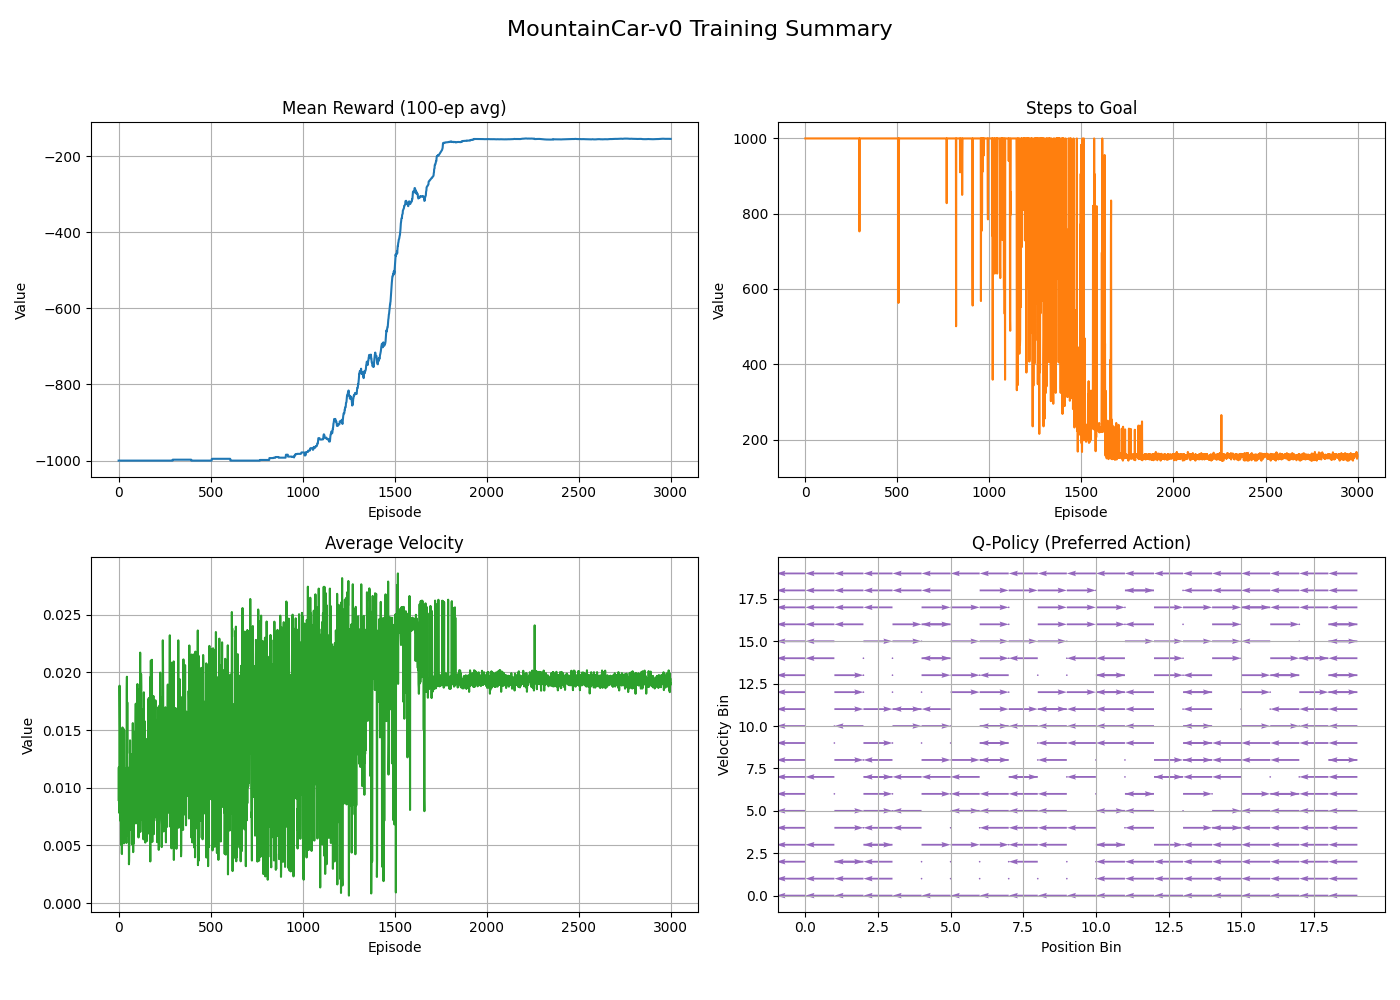 MountainCar-v0 Training Summary
Mean Reward (100-ep avg)
Value
−200
−400
−600
−800
−1000
0 500 1000 1500 2000 2500 3000
Episode
Steps to Goal
Value
1000
800
600
400
200
0 500 1000 1500 2000 2500 3000
Episode
Average Velocity
Value
0.025
0.020
0.015
0.010
0.005
0.000
0 500 1000 1500 2000 2500 3000
Episode
Q-Policy (Preferred Action)
Velocity Bin
17.5
15.0
12.5
10.0
7.5
5.0
2.5
0.0
0.0 2.5 5.0 7.5 10.0 12.5 15.0 17.5
Position Bin